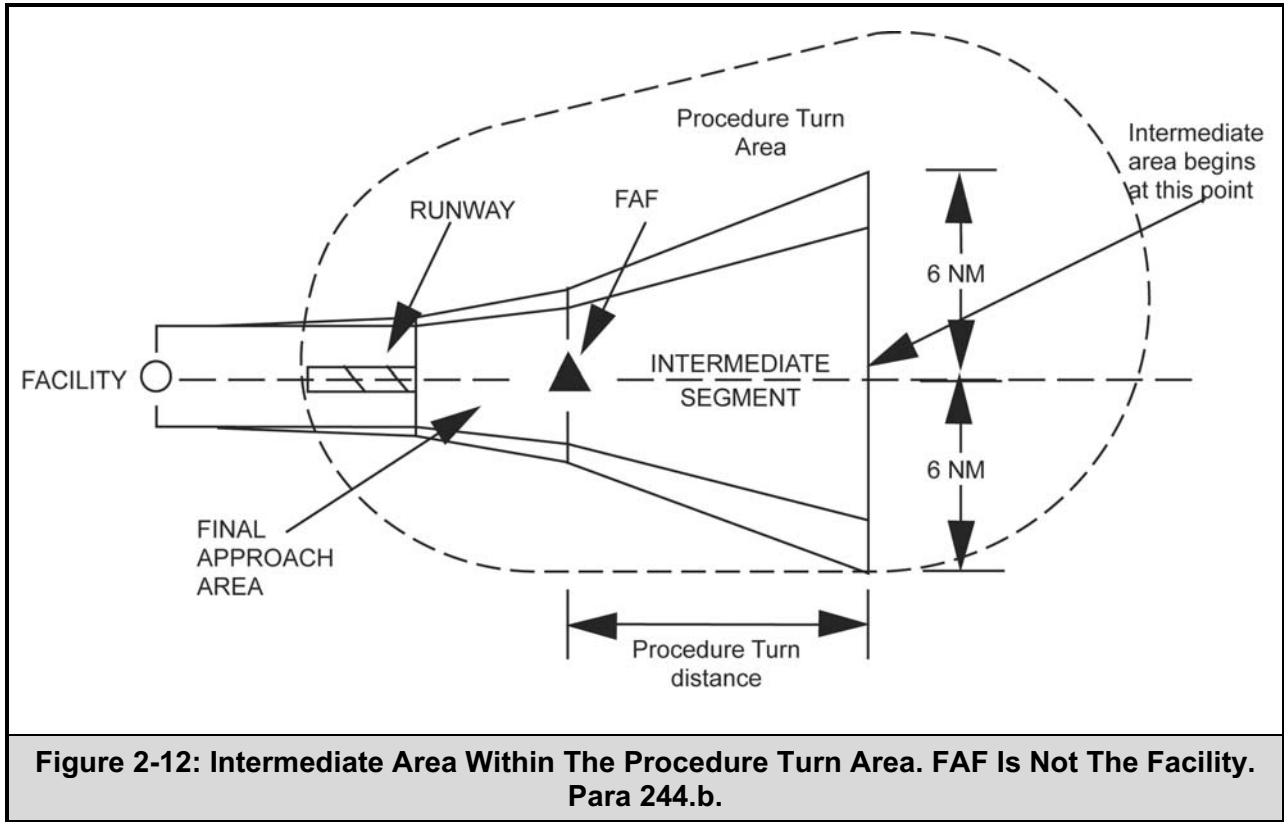 Procedure Turn
Area
Intermediate
area begins
at this point
RUNWAY
FAF
6 NM
FACILITY
INTERMEDIATE
SEGMENT
6 NM
FINAL
APPROACH
AREA
Procedure Turn
distance
Figure 2-12: Intermediate Area Within The Procedure Turn Area. FAF Is Not The Facility.
Para 244.b.